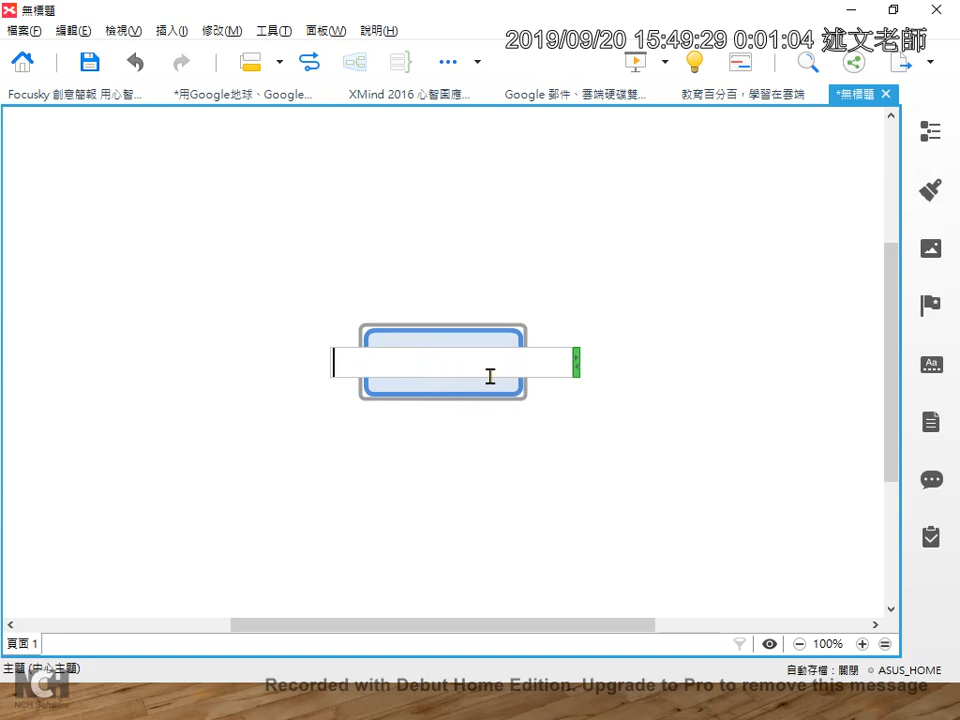 無標題
檔案(F) 編輯(E) 檢視(V) 插入(I) 修改(M) 工具(T) 面板(W) 說明(H)
2019/09/20 15:49:29 0:01:04 述文老師
Focusky 創意簡報 用心智... *用Google地球、Google... XMind 2016 心智圖應... Google 郵件、雲端硬碟雙... 教育百分百，學習在雲端 *無標題
Aa
頁面 1
100%
主題 (中心主題)
自動存檔：關閉 ASUS_HOME
NCH Software
Recorded with Debut Home Edition. Upgrade to Pro to remove this message